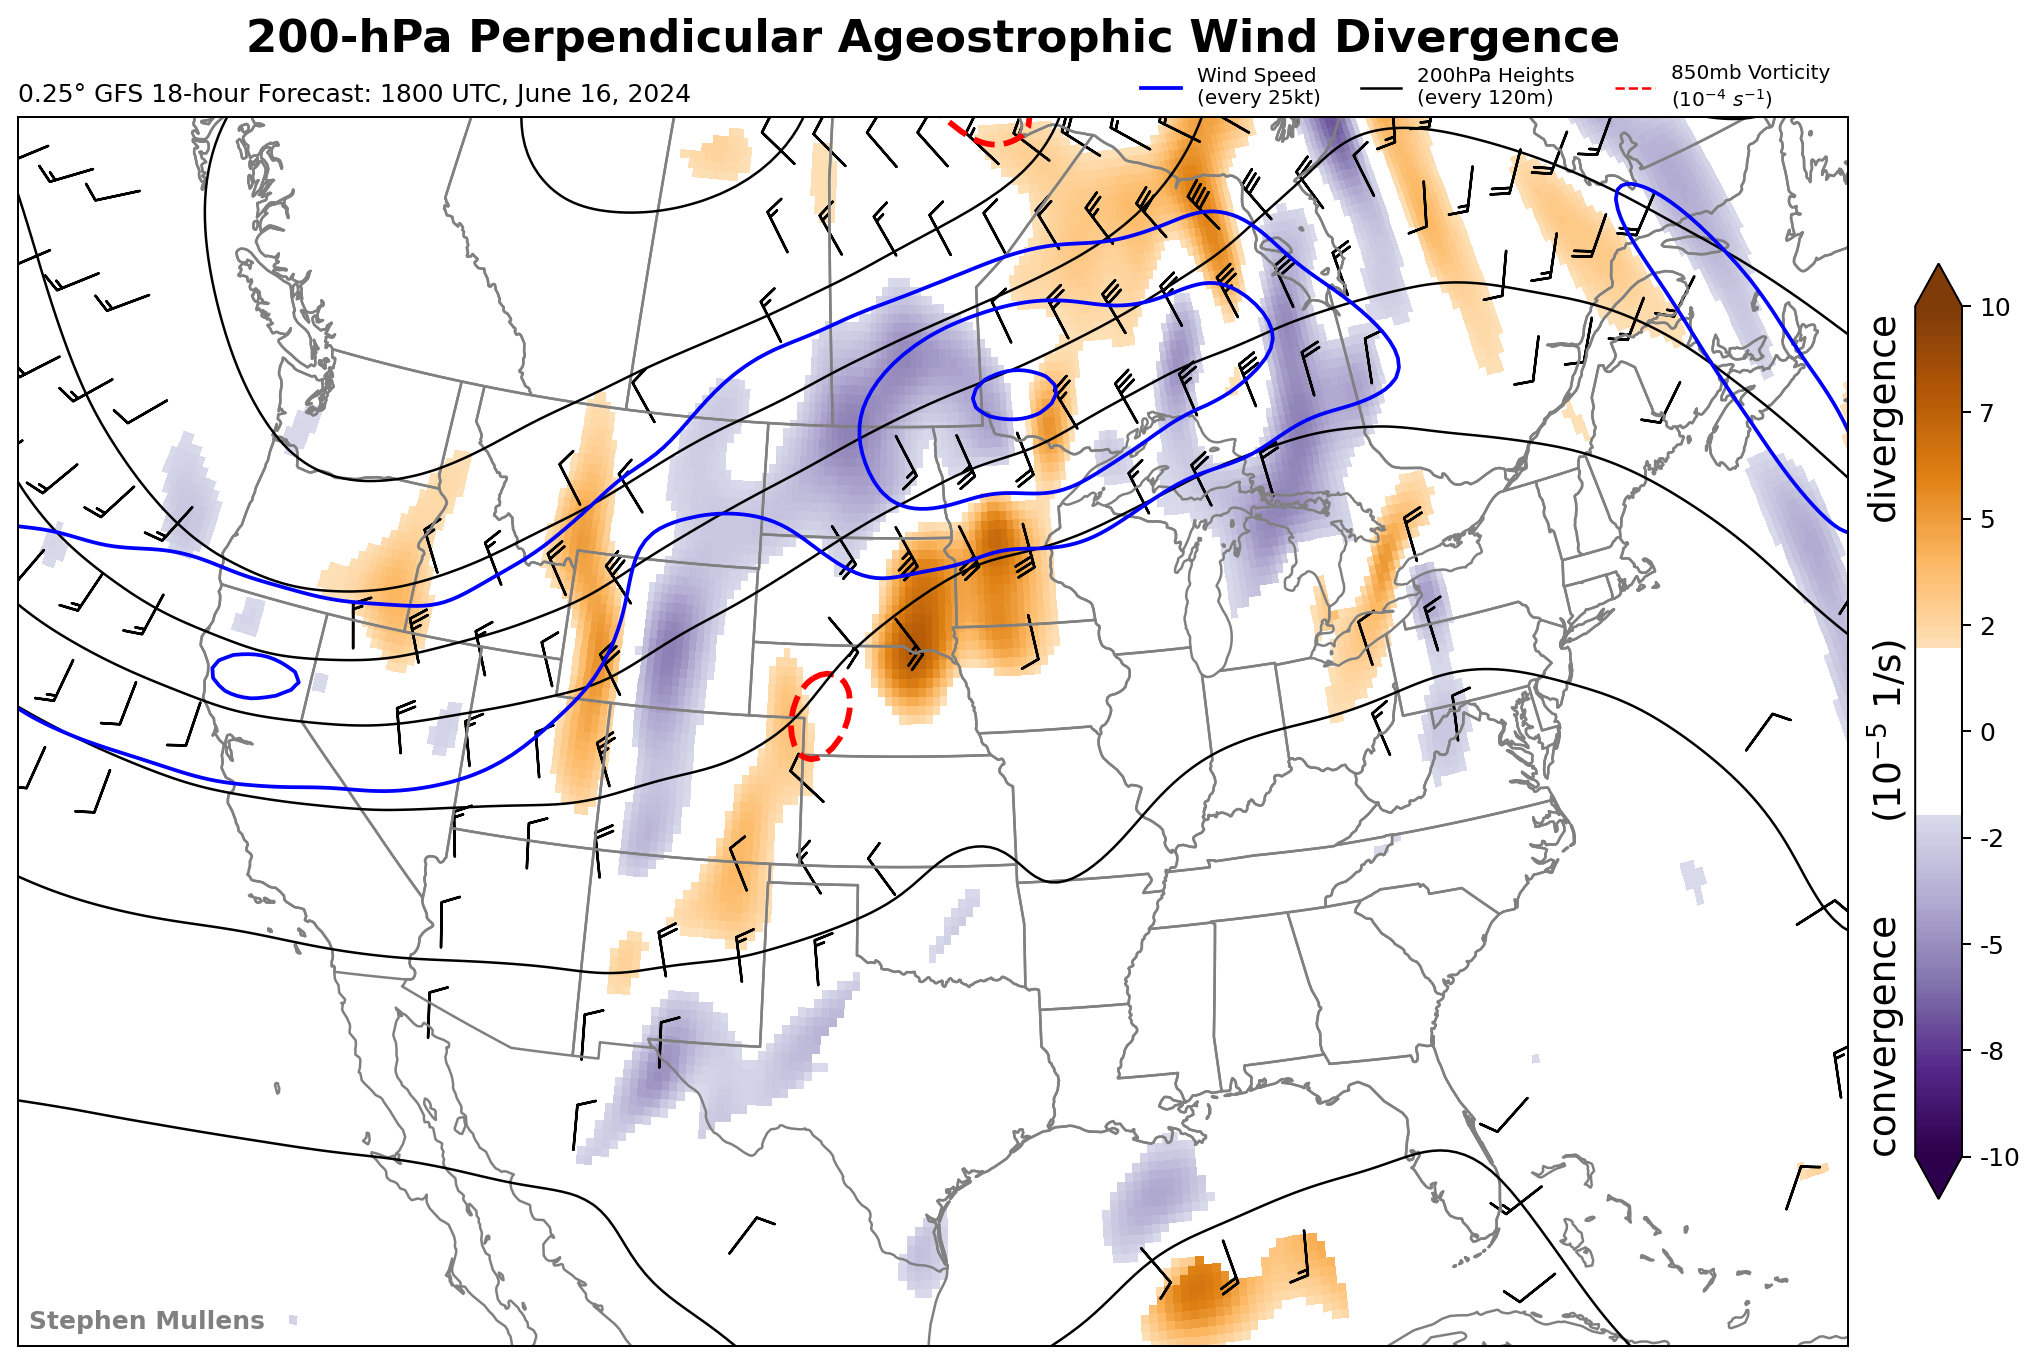 200-hPa Perpendicular Ageostrophic Wind Divergence
0.25° GFS 18-hour Forecast: 1800 UTC, June 16, 2024
Wind Speed
(every 25kt)
200hPa Heights
(every 120m)
850mb Vorticity
(10⁻⁴ s⁻¹)
10
7
5
2
0
-2
-5
-8
-10
convergence (10⁻⁵ 1/s) divergence
Stephen Mullens